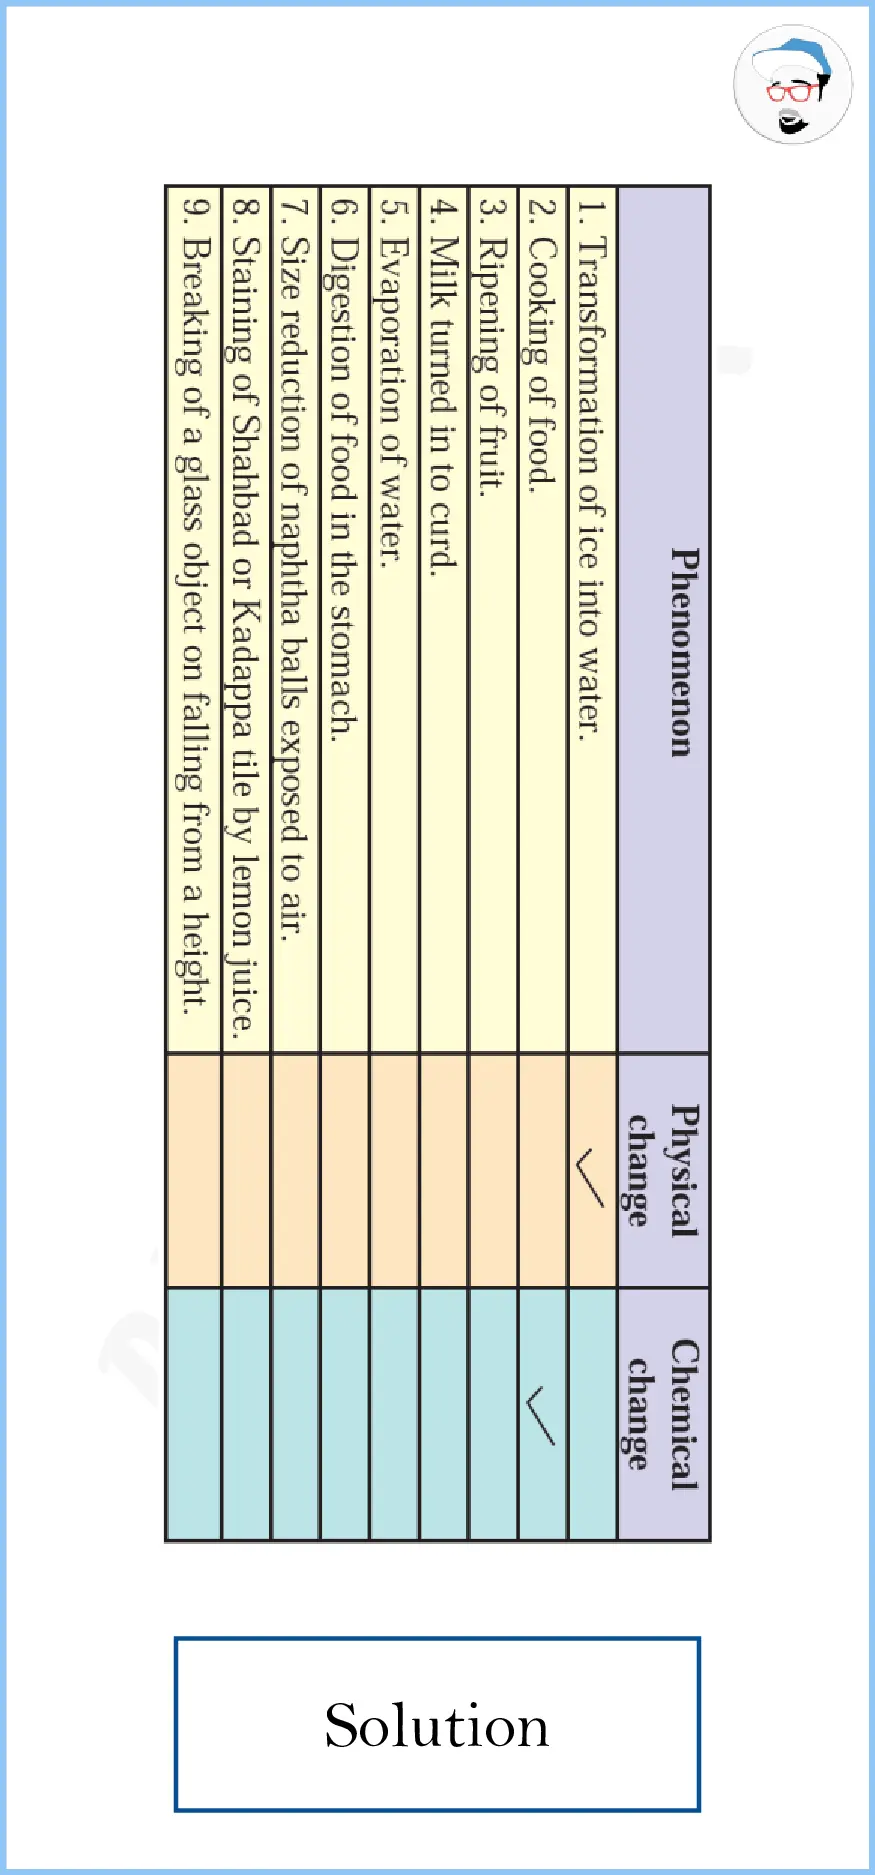 Phenomenon
Physical
change
Chemical
change
1. Transformation of ice into water.
2. Cooking of food.
3. Ripening of fruit.
4. Milk turned in to curd.
5. Evaporation of water.
6. Digestion of food in the stomach.
7. Size reduction of naphtha balls exposed to air.
8. Staining of Shahbad or Kadappa tile by lemon juice.
9. Breaking of a glass object on falling from a height.
Solution